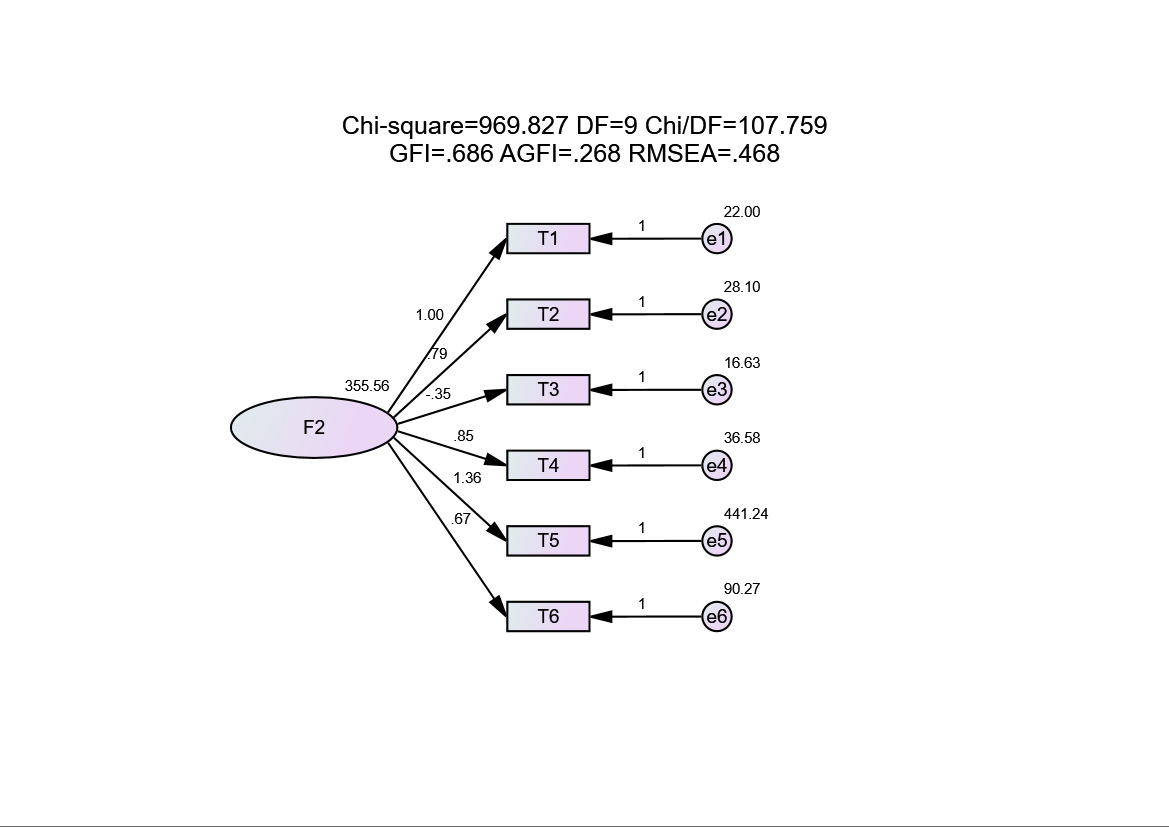 Chi-square=969.827 DF=9 Chi/DF=107.759
GFI=.686 AGFI=.268 RMSEA=.468
22.00
T1
1
e1
28.10
1.00
T2
1
e2
.79
16.63
355.56
-.35
T3
1
e3
F2
.85
36.58
T4
1
e4
1.36
441.24
T5
1
e5
.67
90.27
T6
1
e6